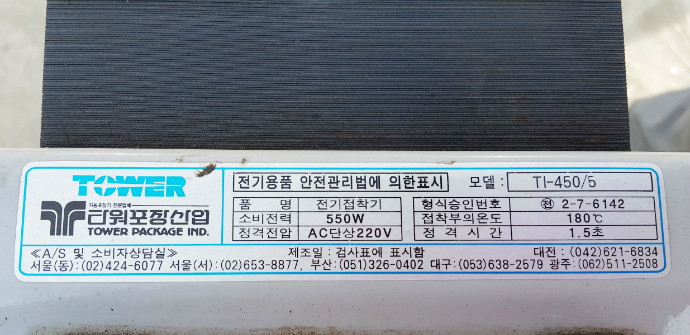 TOWER
자동포장기 전문업체
타워포장산업
TOWER PACKAGE IND.
전기용품 안전관리법에 의한표시 모델 : TI-450/5
품 명 전기접착기 형식승인번호 전 2-7-6142
소비전력 550W 접착부의온도 180℃
정격전압 AC단상220V 정격시간 1.5초
≪A/S 및 소비자상담실≫ 제조일 : 검사표에 표시함 대전 : (042)621-6834
서울(동) : (02)424-6077 서울(서) : (02)653-8877, 부산 : (051)326-0402 대구 : (053)638-2579 광주 : (062)511-2508